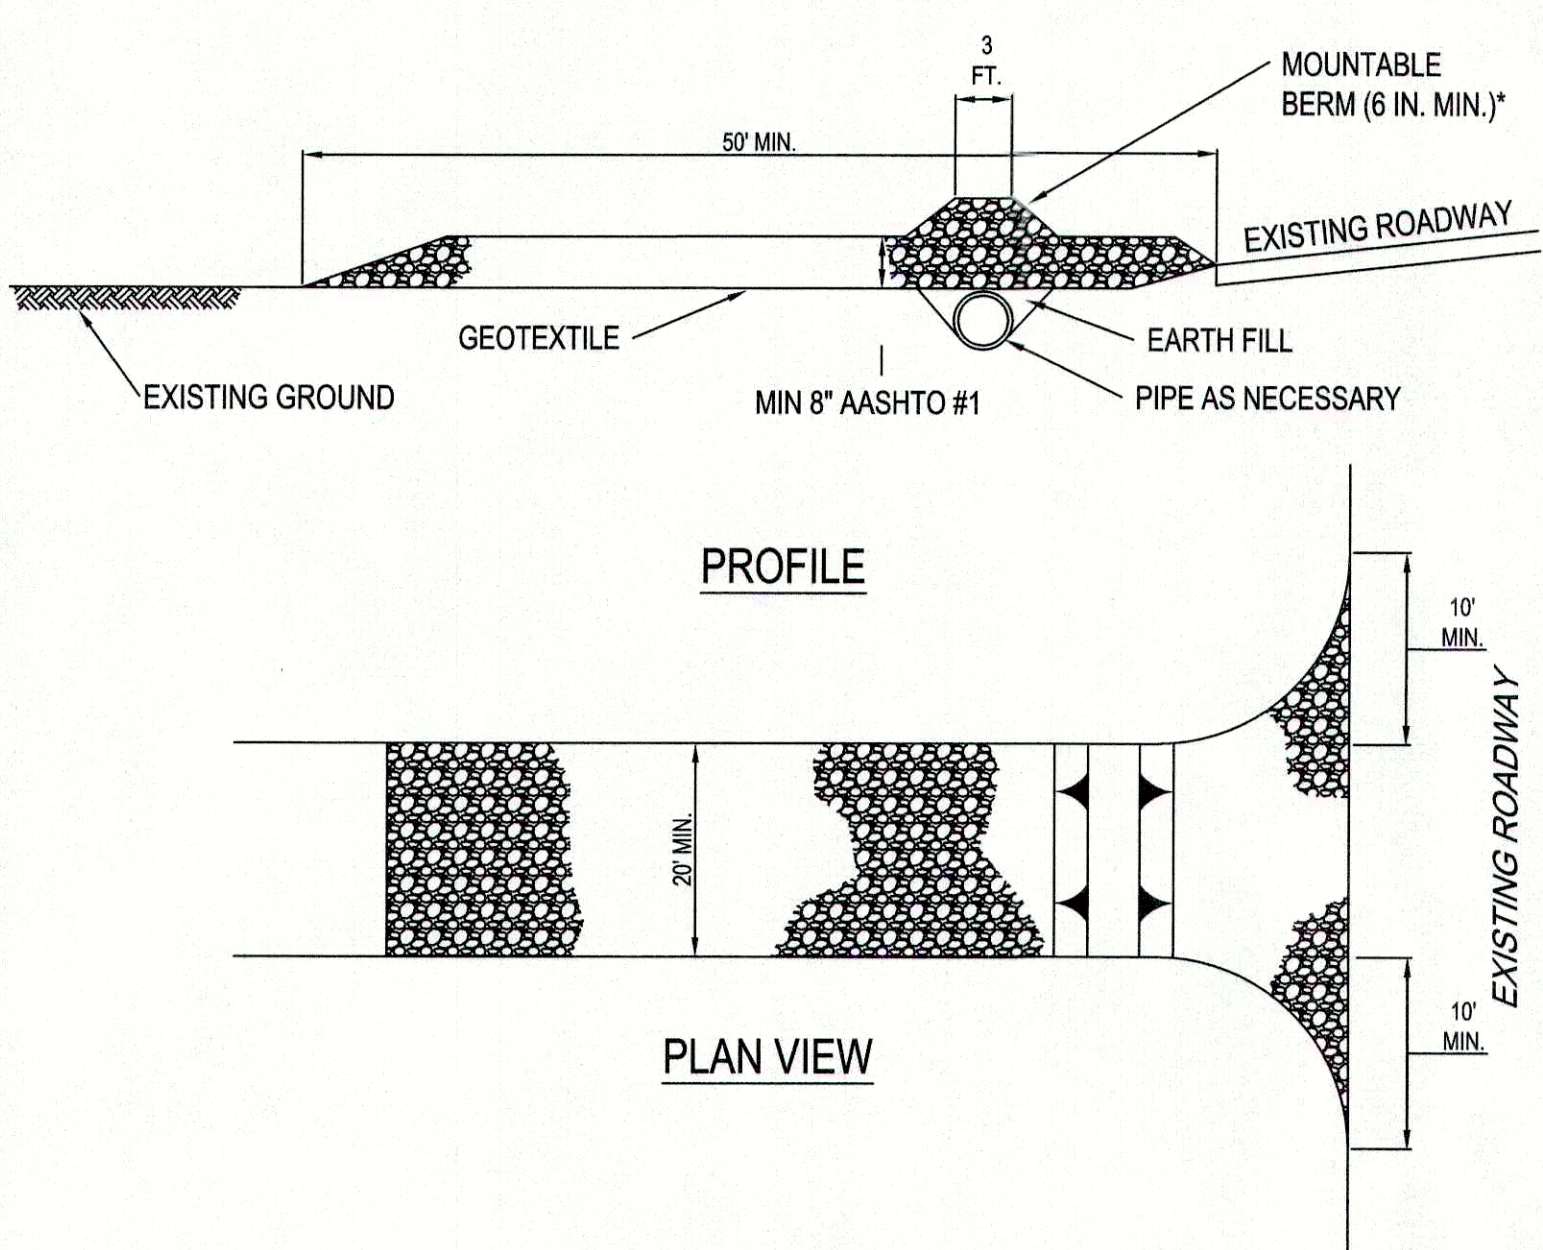 3
FT.
MOUNTABLE
BERM (6 IN. MIN.)*
50' MIN.
EXISTING ROADWAY
GEOTEXTILE
EARTH FILL
EXISTING GROUND
MIN 8" AASHTO #1
PIPE AS NECESSARY
PROFILE
10'
MIN.
EXISTING ROADWAY
20' MIN.
10'
MIN.
PLAN VIEW